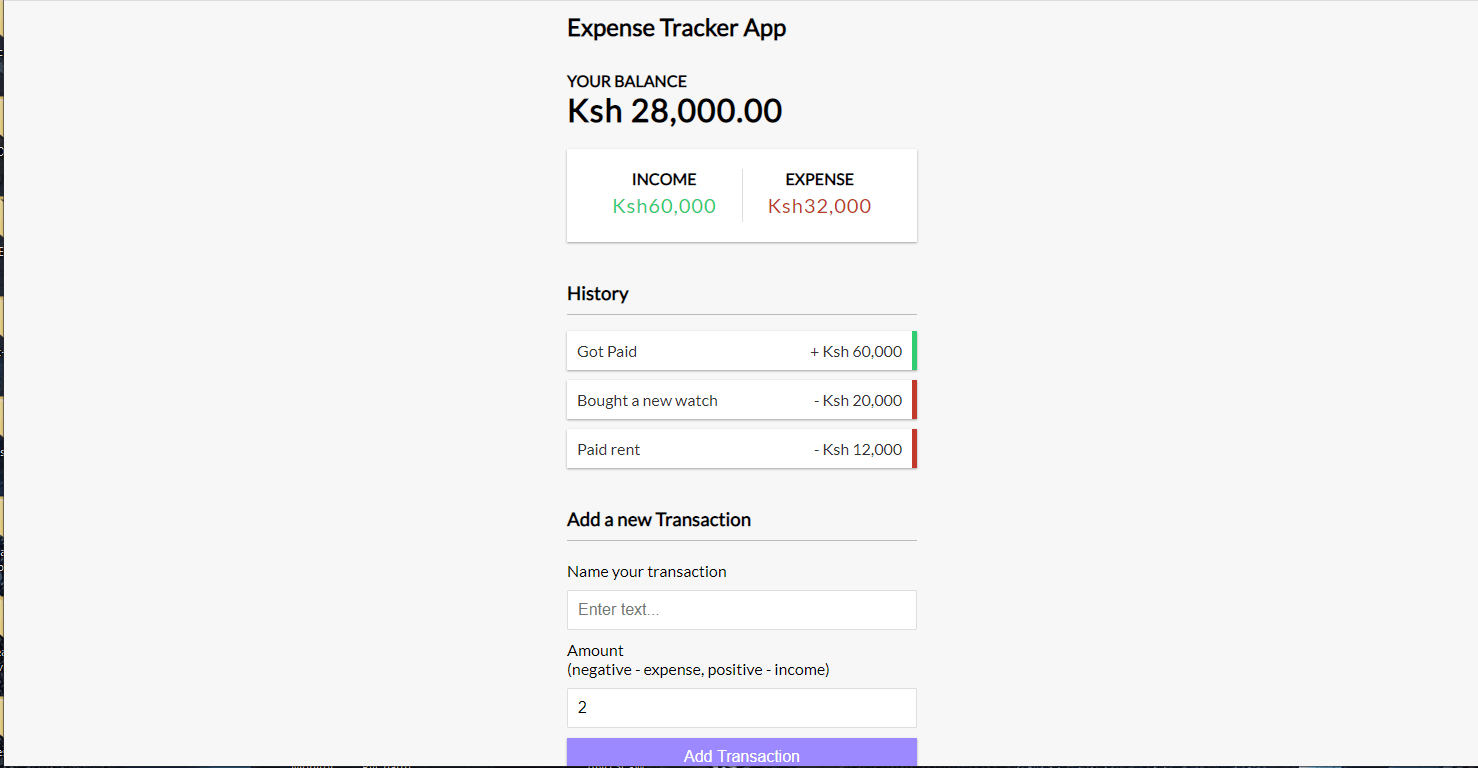 Expense Tracker App
YOUR BALANCE
Ksh 28,000.00
INCOME
EXPENSE
Ksh60,000
Ksh32,000
History
Got Paid
+ Ksh 60,000
Bought a new watch
- Ksh 20,000
Paid rent
- Ksh 12,000
Add a new Transaction
Name your transaction
Enter text...
Amount
(negative - expense, positive - income)
2
Add Transaction